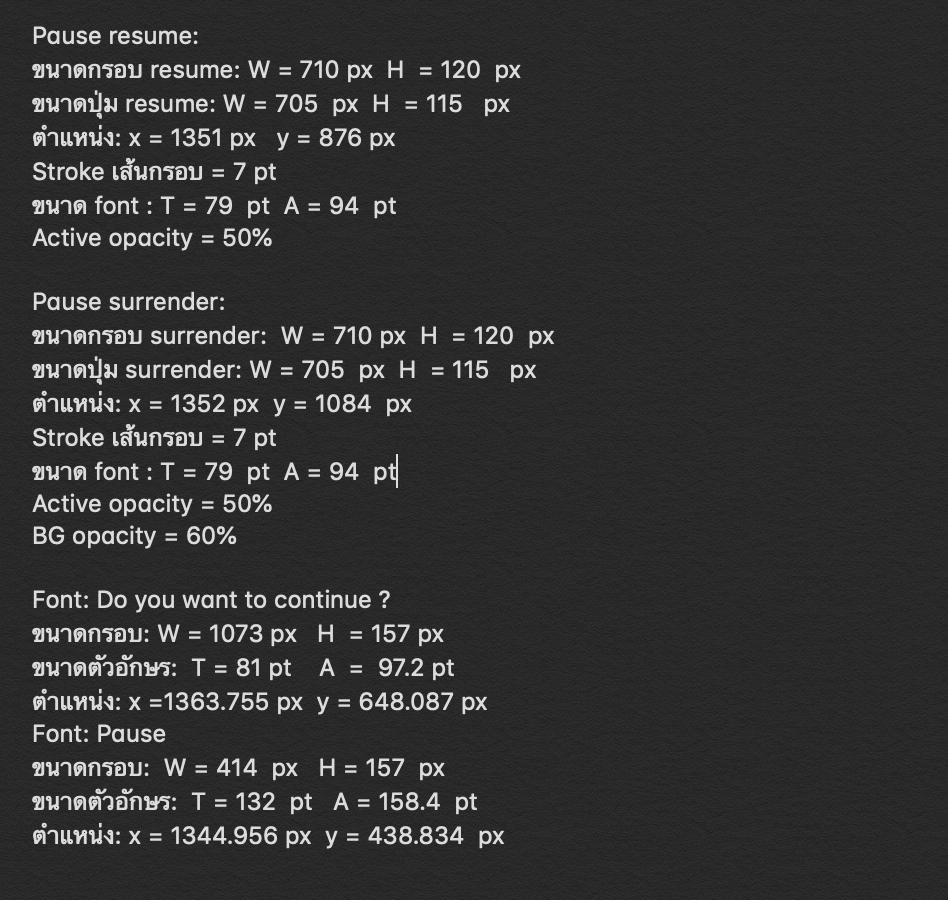 Pause resume:
ขนาดกรอบ resume: W = 710 px  H  = 120  px
ขนาดปุ่ม resume: W = 705  px  H  = 115   px
ตำแหน่ง: x = 1351 px   y = 876 px
Stroke เส้นกรอบ = 7 pt
ขนาด font : T = 79  pt  A = 94  pt
Active opacity = 50%
Pause surrender:
ขนาดกรอบ surrender:  W = 710 px  H  = 120  px
ขนาดปุ่ม surrender: W = 705  px  H  = 115   px
ตำแหน่ง: x = 1352 px  y = 1084  px
Stroke เส้นกรอบ = 7 pt
ขนาด font : T = 79  pt  A = 94  pt
Active opacity = 50%
BG opacity = 60%
Font: Do you want to continue ?
ขนาดกรอบ: W = 1073 px   H  = 157 px
ขนาดตัวอักษร:  T = 81 pt    A  =  97.2 pt
ตำแหน่ง: x =1363.755 px  y = 648.087 px
Font: Pause
ขนาดกรอบ:  W = 414  px   H = 157  px
ขนาดตัวอักษร:  T = 132  pt   A = 158.4  pt
ตำแหน่ง: x = 1344.956 px  y = 438.834  px